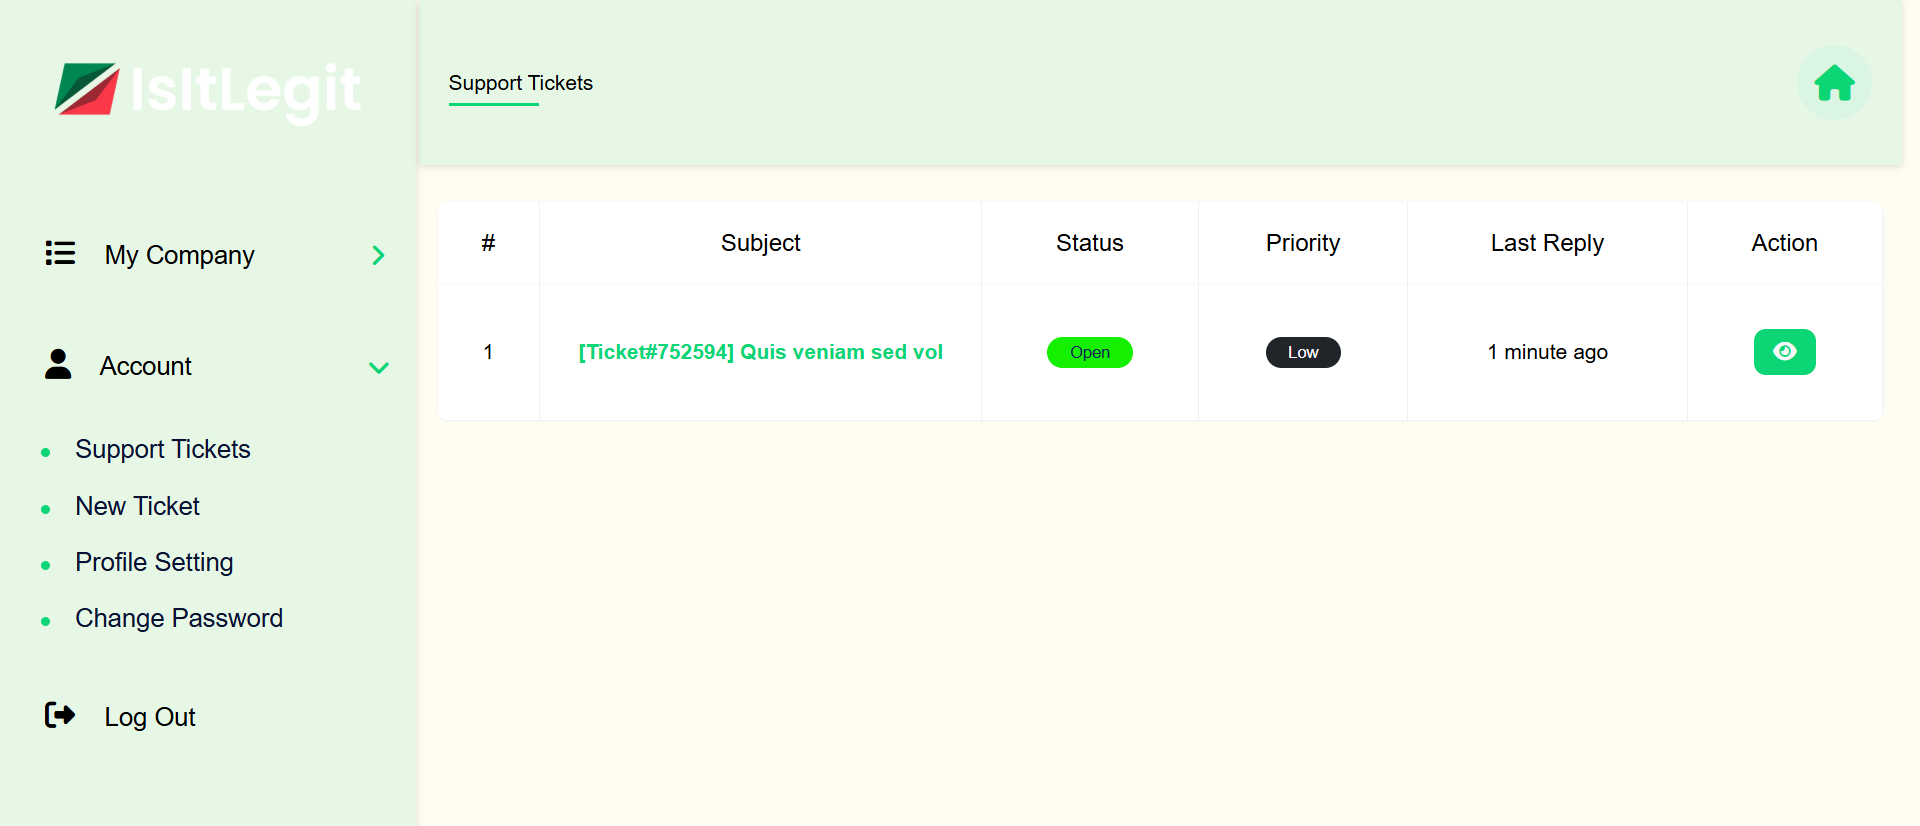 IsItLegit
Support Tickets
My Company
Account
Support Tickets
New Ticket
Profile Setting
Change Password
Log Out
# Subject Status Priority Last Reply Action
1 [Ticket#752594] Quis veniam sed vol Open Low 1 minute ago